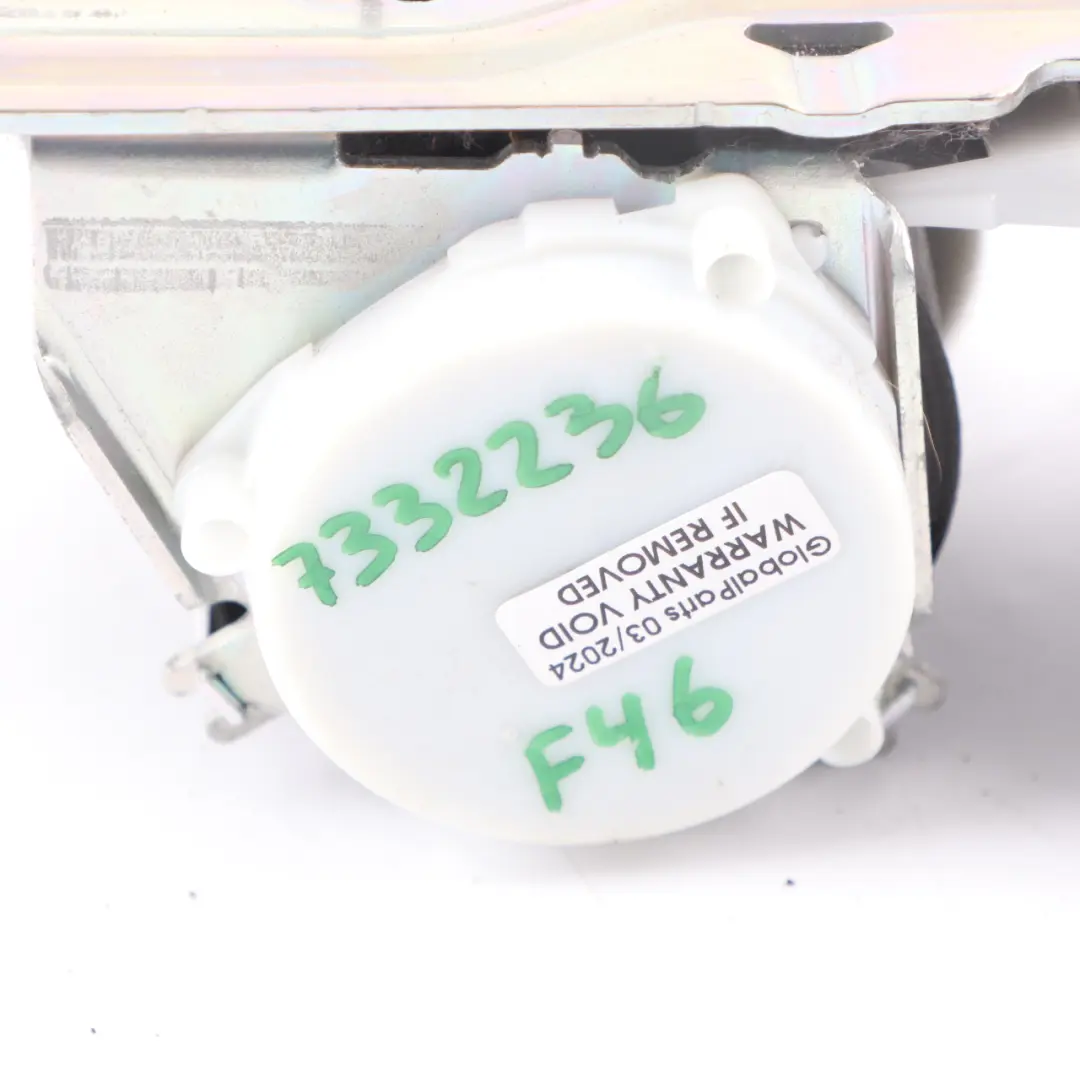 7332236
GlobalParts 03/2024
WARRANTY VOID
IF REMOVED
F46